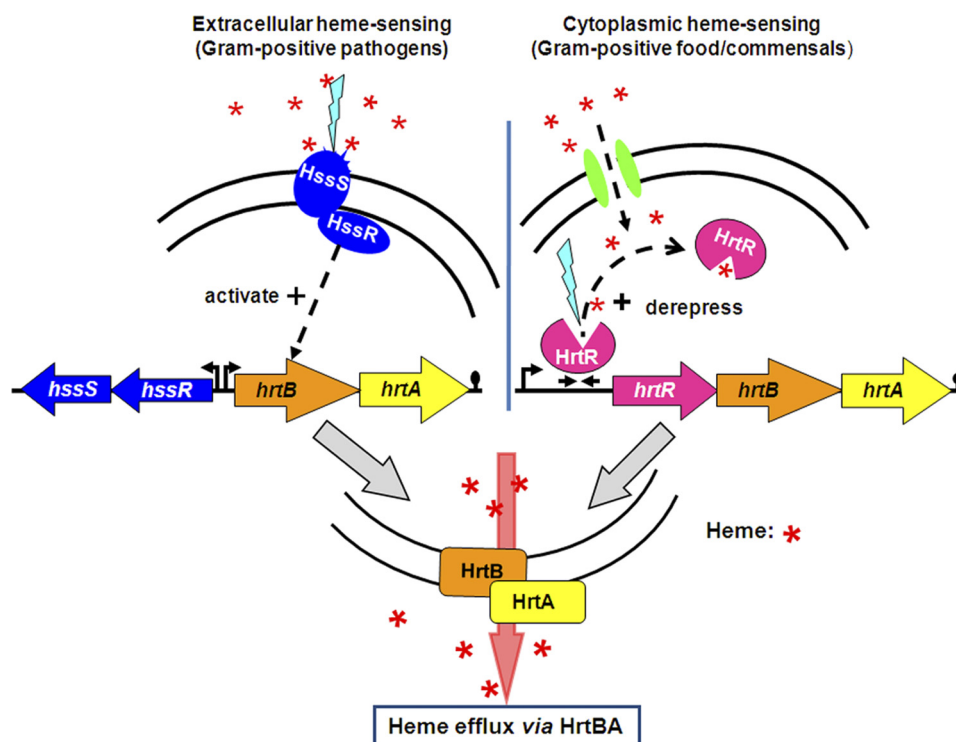 Extracellular heme-sensing
(Gram-positive pathogens)
Cytoplasmic heme-sensing
(Gram-positive food/commensals)
HssS
HssR
activate +
HrtR
+ derepress
HrtR
hssS
hssR
hrtB
hrtA
hrtR
hrtB
hrtA
Heme: *
HrtB
HrtA
Heme efflux via HrtBA